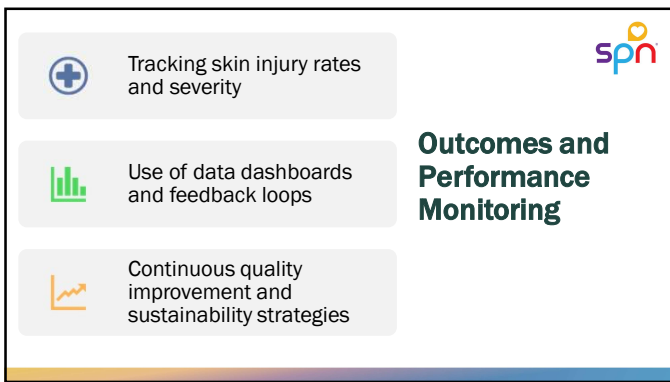 spn
Tracking skin injury rates
and severity
Outcomes and
Performance
Monitoring
Use of data dashboards
and feedback loops
Continuous quality
improvement and
sustainability strategies